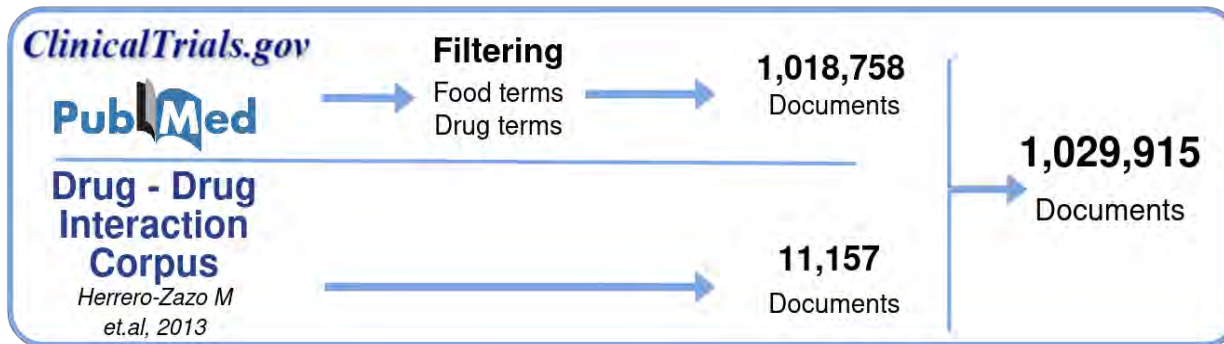 ClinicalTrials.gov
PubMed
Filtering
Food terms
Drug terms
1,018,758
Documents
Drug - Drug
Interaction
Corpus
Herrero-Zazo M
et.al, 2013
11,157
Documents
1,029,915
Documents